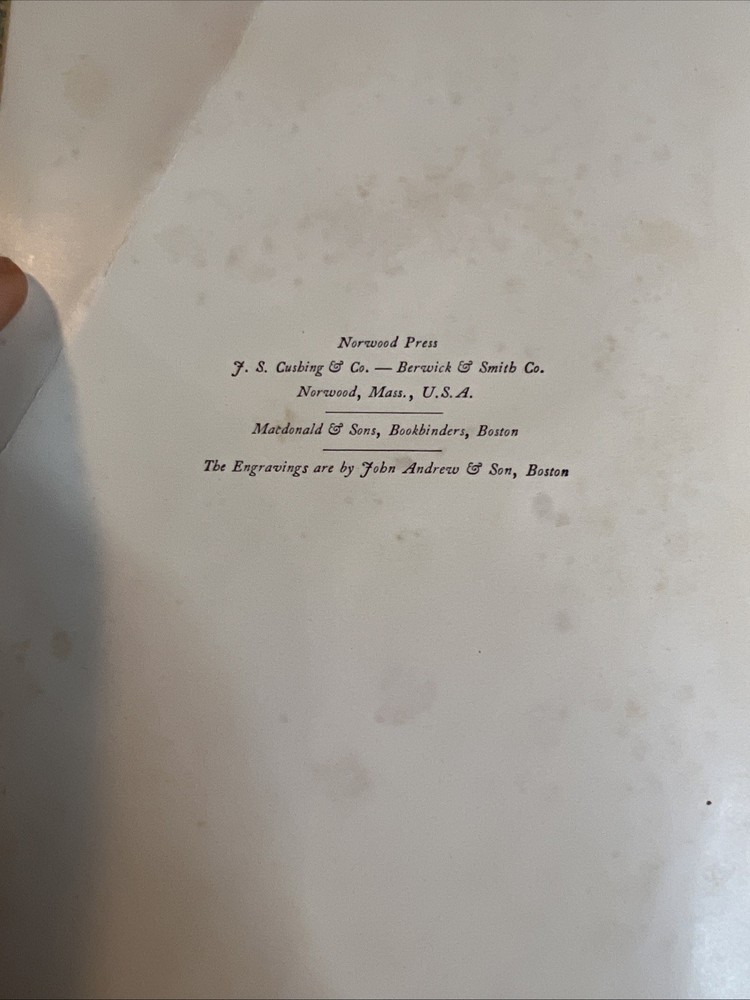 Norwood Press
J. S. Cushing & Co. — Berwick & Smith Co.
Norwood, Mass., U.S.A.
Macdonald & Sons, Bookbinders, Boston
The Engravings are by John Andrew & Son, Boston